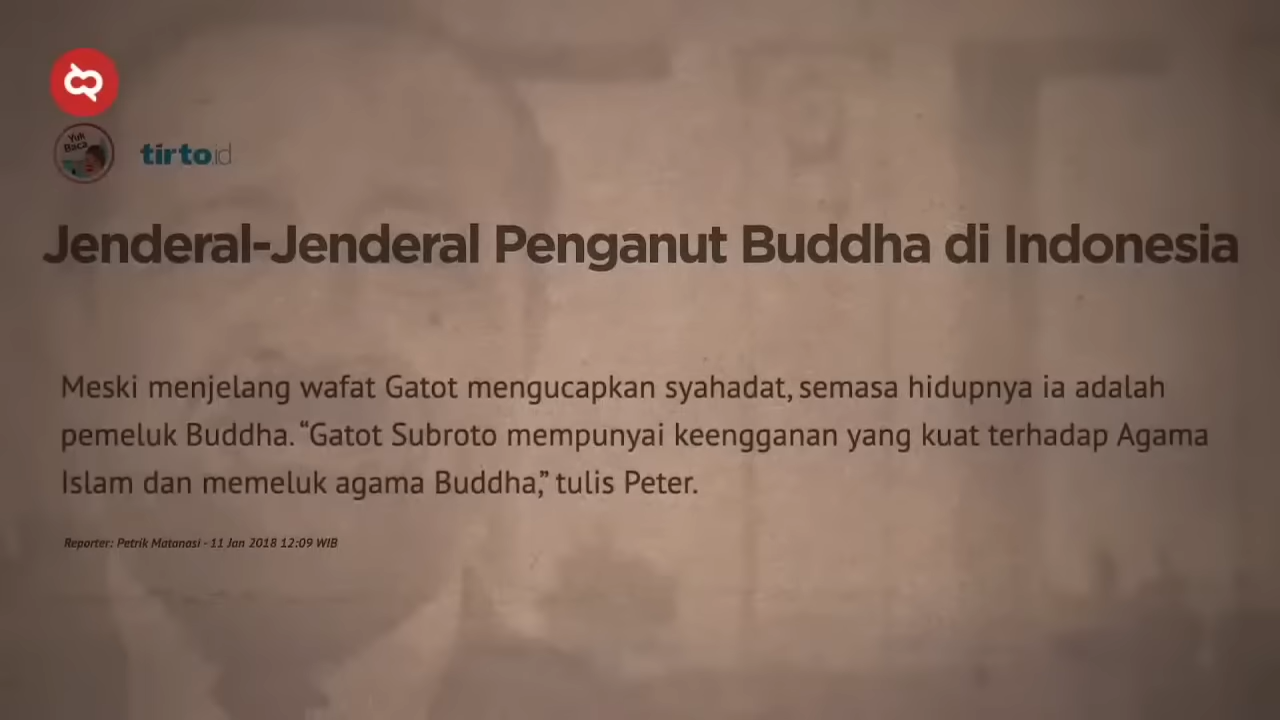 Yuk
Baca
tirto.id
Jenderal-Jenderal Penganut Buddha di Indonesia
Meski menjelang wafat Gatot mengucapkan syahadat, semasa hidupnya ia adalah
pemeluk Buddha. “Gatot Subroto mempunyai keengganan yang kuat terhadap Agama
Islam dan memeluk agama Buddha,” tulis Peter.
Reporter: Petrik Matanasi - 11 Jan 2018 12:09 WIB